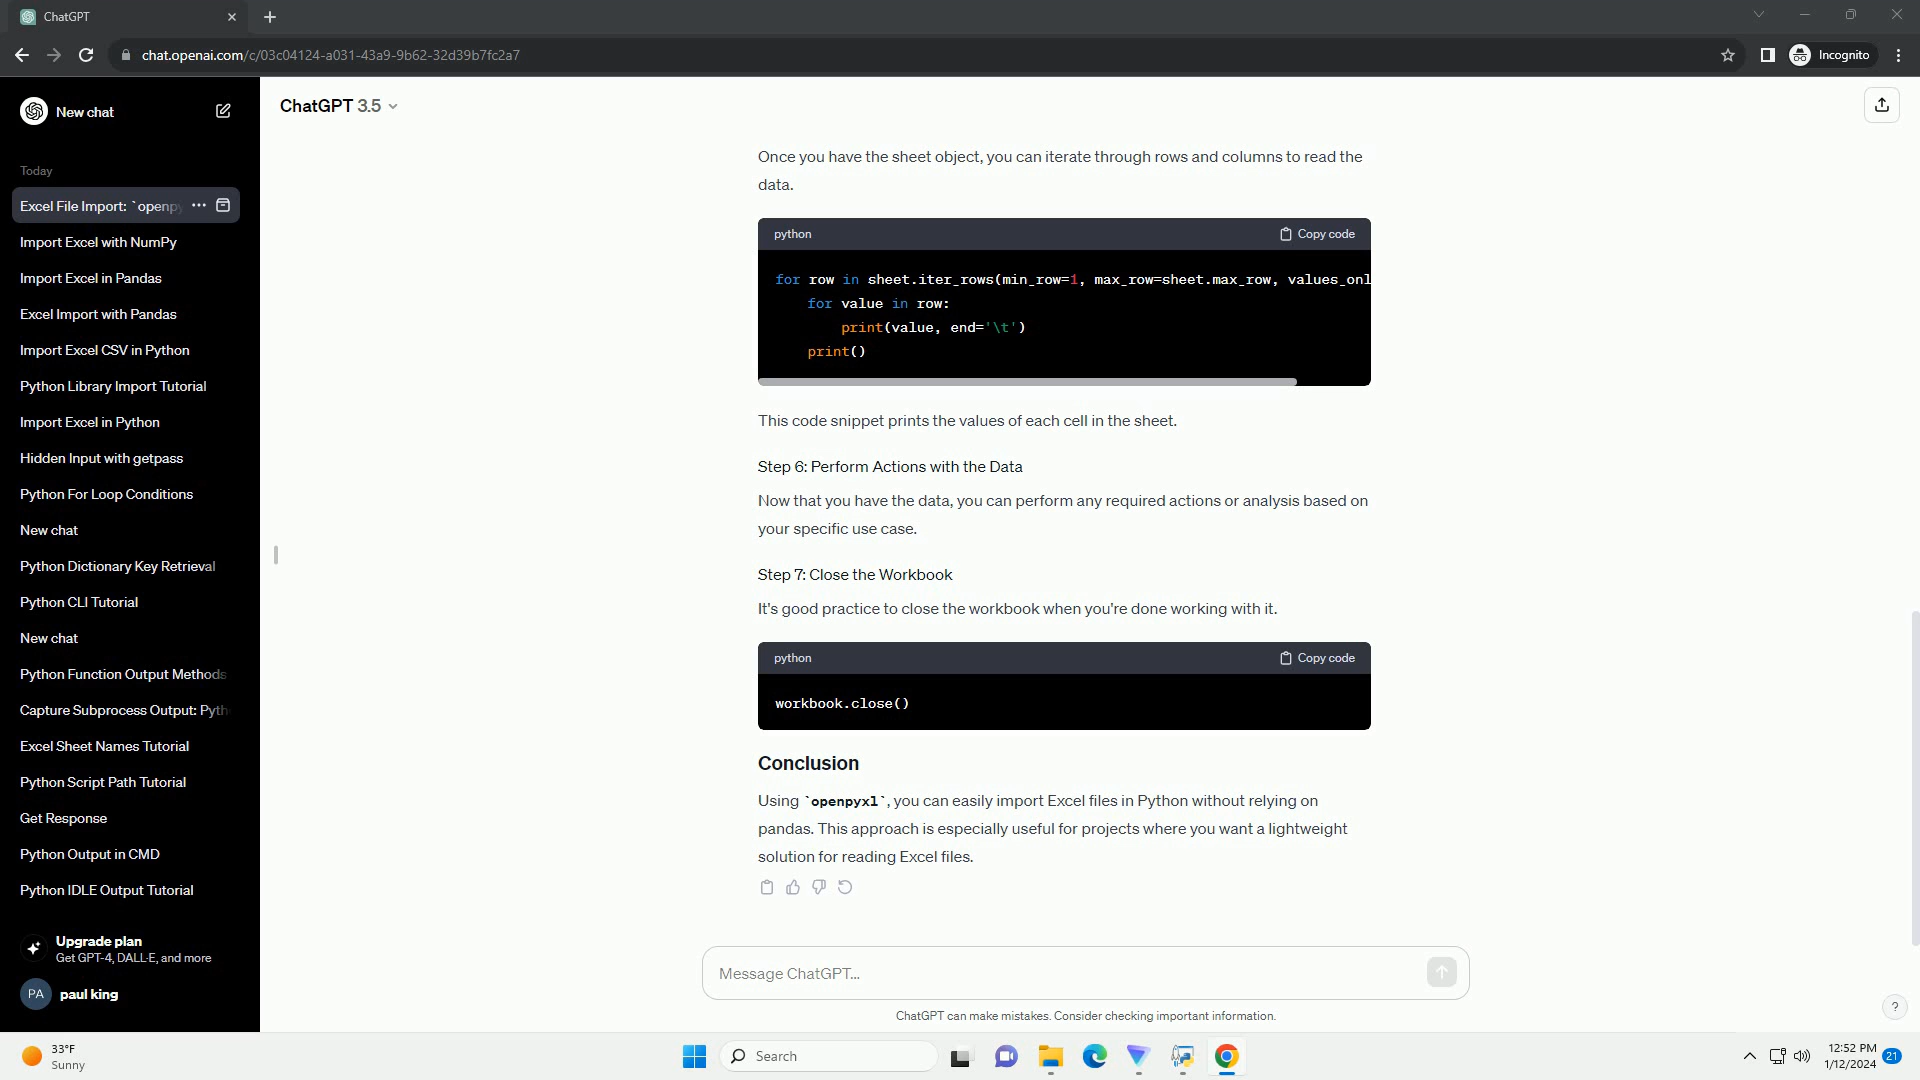 ChatGPT
chat.openai.com/c/03c04124-a031-43a9-9b62-32d39b7fc2a7
Incognito
New chat
Today
Excel File Import: `openpy
Import Excel with NumPy
Import Excel in Pandas
Excel Import with Pandas
Import Excel CSV in Python
Python Library Import Tutorial
Import Excel in Python
Hidden Input with getpass
Python For Loop Conditions
New chat
Python Dictionary Key Retrieval
Python CLI Tutorial
New chat
Python Function Output Methods
Capture Subprocess Output: Pyth
Excel Sheet Names Tutorial
Python Script Path Tutorial
Get Response
Python Output in CMD
Python IDLE Output Tutorial
Upgrade plan
Get GPT-4, DALL·E, and more
PA paul king
ChatGPT 3.5
Once you have the sheet object, you can iterate through rows and columns to read the
data.
python Copy code
for row in sheet.iter_rows(min_row=1, max_row=sheet.max_row, values_onl
for value in row:
print(value, end='\t')
print()
This code snippet prints the values of each cell in the sheet.
Step 6: Perform Actions with the Data
Now that you have the data, you can perform any required actions or analysis based on
your specific use case.
Step 7: Close the Workbook
It's good practice to close the workbook when you're done working with it.
python Copy code
workbook.close()
Conclusion
Using `openpyxl`, you can easily import Excel files in Python without relying on
pandas. This approach is especially useful for projects where you want a lightweight
solution for reading Excel files.
Message ChatGPT...
ChatGPT can make mistakes. Consider checking important information.
?
33°F
Sunny
Search
12:52 PM
1/12/2024
21